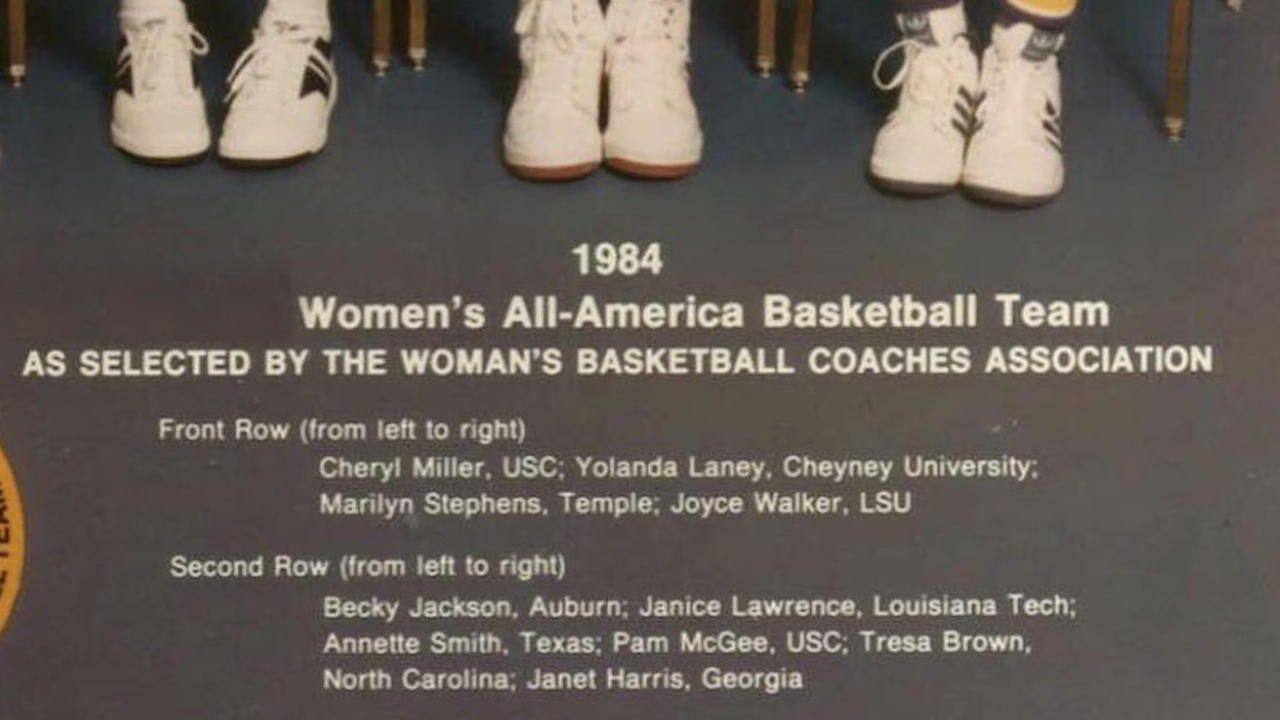 1984
Women's All-America Basketball Team
AS SELECTED BY THE WOMAN'S BASKETBALL COACHES ASSOCIATION
Front Row (from left to right)
Cheryl Miller, USC; Yolanda Laney, Cheyney University;
Marilyn Stephens, Temple; Joyce Walker, LSU
Second Row (from left to right)
Becky Jackson, Auburn; Janice Lawrence, Louisiana Tech;
Annette Smith, Texas; Pam McGee, USC; Tresa Brown,
North Carolina; Janet Harris, Georgia